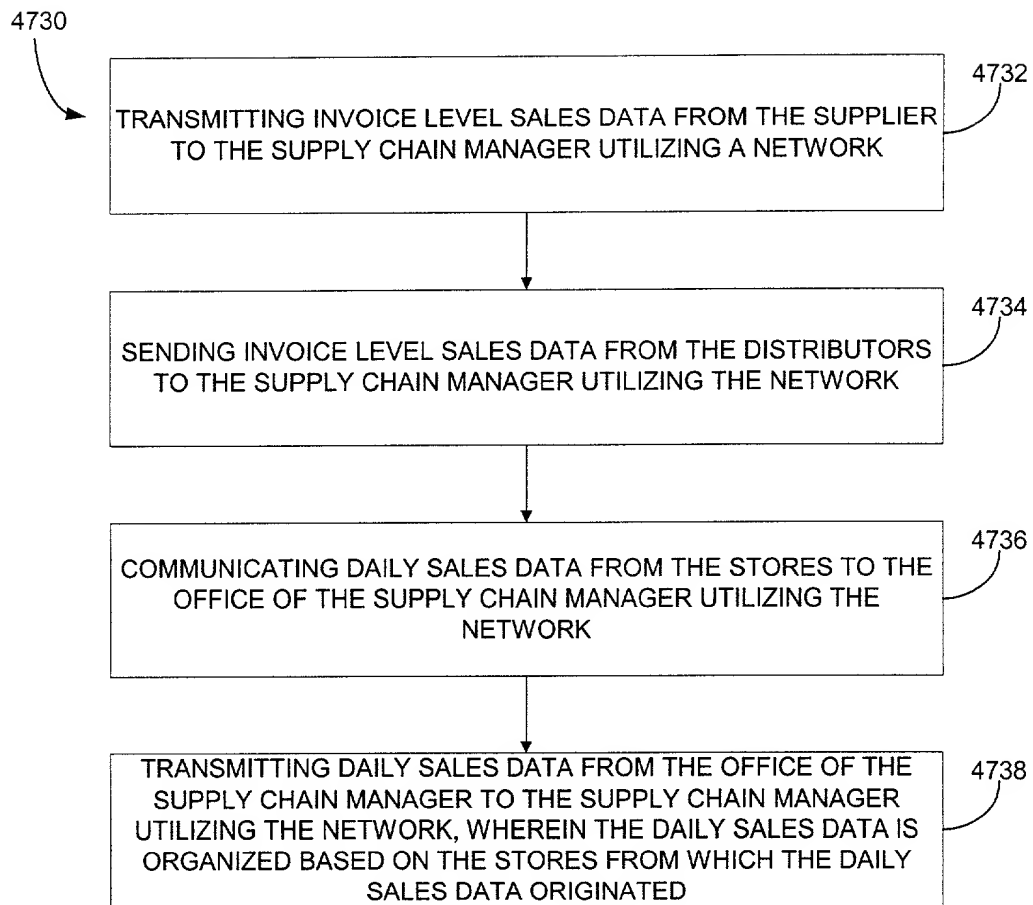 4730
4732
TRANSMITTING INVOICE LEVEL SALES DATA FROM THE SUPPLIER
TO THE SUPPLY CHAIN MANAGER UTILIZING A NETWORK
4734
SENDING INVOICE LEVEL SALES DATA FROM THE DISTRIBUTORS
TO THE SUPPLY CHAIN MANAGER UTILIZING THE NETWORK
4736
COMMUNICATING DAILY SALES DATA FROM THE STORES TO THE
OFFICE OF THE SUPPLY CHAIN MANAGER UTILIZING THE
NETWORK
4738
TRANSMITTING DAILY SALES DATA FROM THE OFFICE OF THE
SUPPLY CHAIN MANAGER TO THE SUPPLY CHAIN MANAGER
UTILIZING THE NETWORK, WHEREIN THE DAILY SALES DATA IS
ORGANIZED BASED ON THE STORES FROM WHICH THE DAILY
SALES DATA ORIGINATED